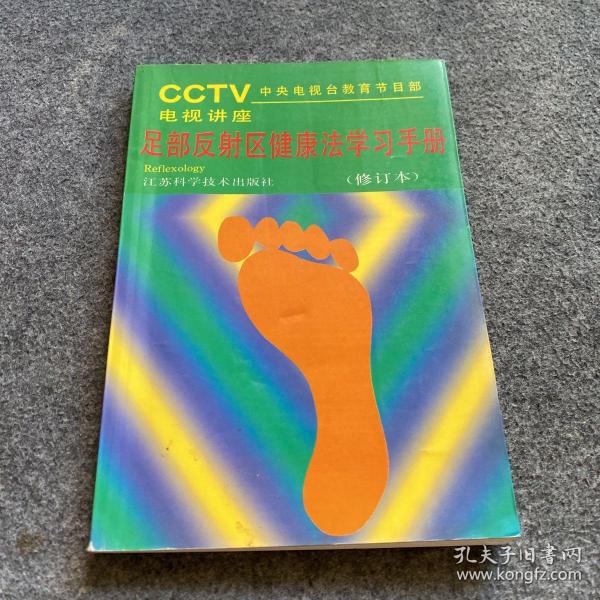 CCTV 中央电视台教育节目部
电视讲座
足部反射区健康法学习手册
Reflexology
江苏科学技术出版社 （修订本）
孔夫子旧书网
www.kongfz.com